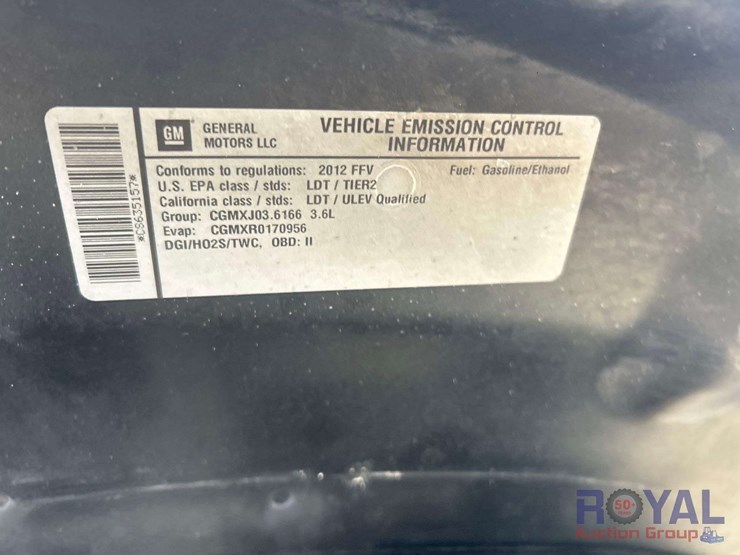 *CS635157*
GM
GENERAL
MOTORS LLC
VEHICLE EMISSION CONTROL
INFORMATION
Conforms to regulations: 2012 FFV Fuel: Gasoline/Ethanol
U.S. EPA class / stds: LDT / TIER2
California class / stds: LDT / ULEV Qualified
Group: CGMXJ03.6166 3.6L
Evap: CGMXR0170956
DGI/HO2S/TWC, OBD: II
ROYAL
50+
Auction Group